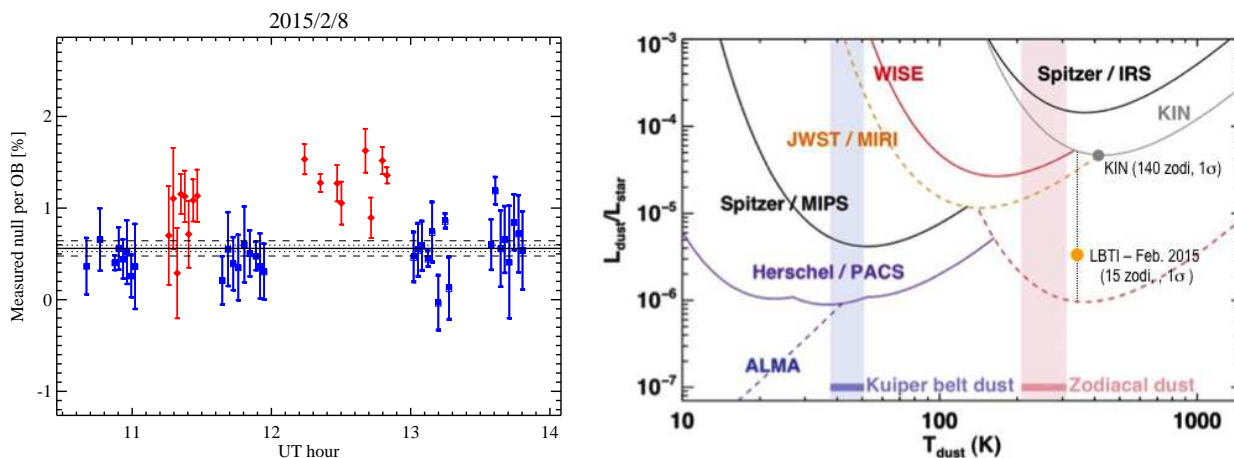 2015/2/8
Measured null per OB [%]
2
1
0
-1
11
12
13
14
UT hour
L_dust/L_star
10^-3
10^-4
10^-5
10^-6
10^-7
WISE
Spitzer / IRS
KIN
JWST / MIRI
KIN (140 zodi, 1σ)
Spitzer / MIPS
Herschel / PACS
LBTI – Feb. 2015
(15 zodi, , 1σ )
ALMA
Kuiper belt dust
Zodiacal dust
10
100
1000
T_dust (K)